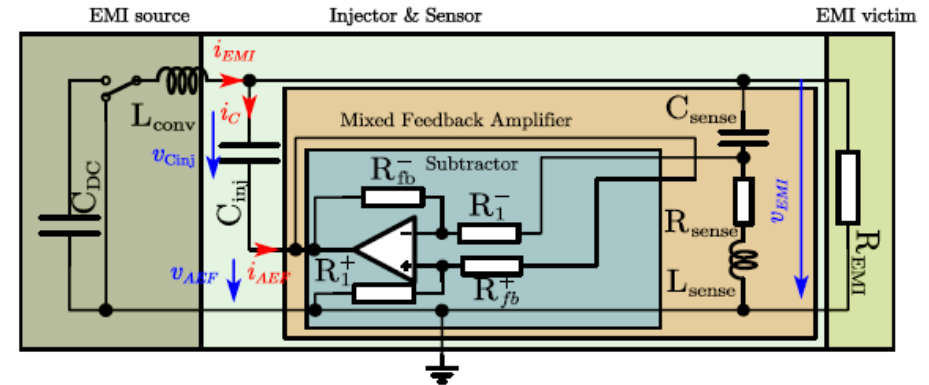 EMI source
Injector & Sensor
EMI victim
i_EMI
L_conv
i_C
v_Cinj
C_inj
C_DC
v_AEF
i_AEF
Mixed Feedback Amplifier
Subtractor
R_fb^-
R_1^-
-
+
R_1^+
R_fb^+
C_sense
R_sense
L_sense
v_EMI
R_EMI